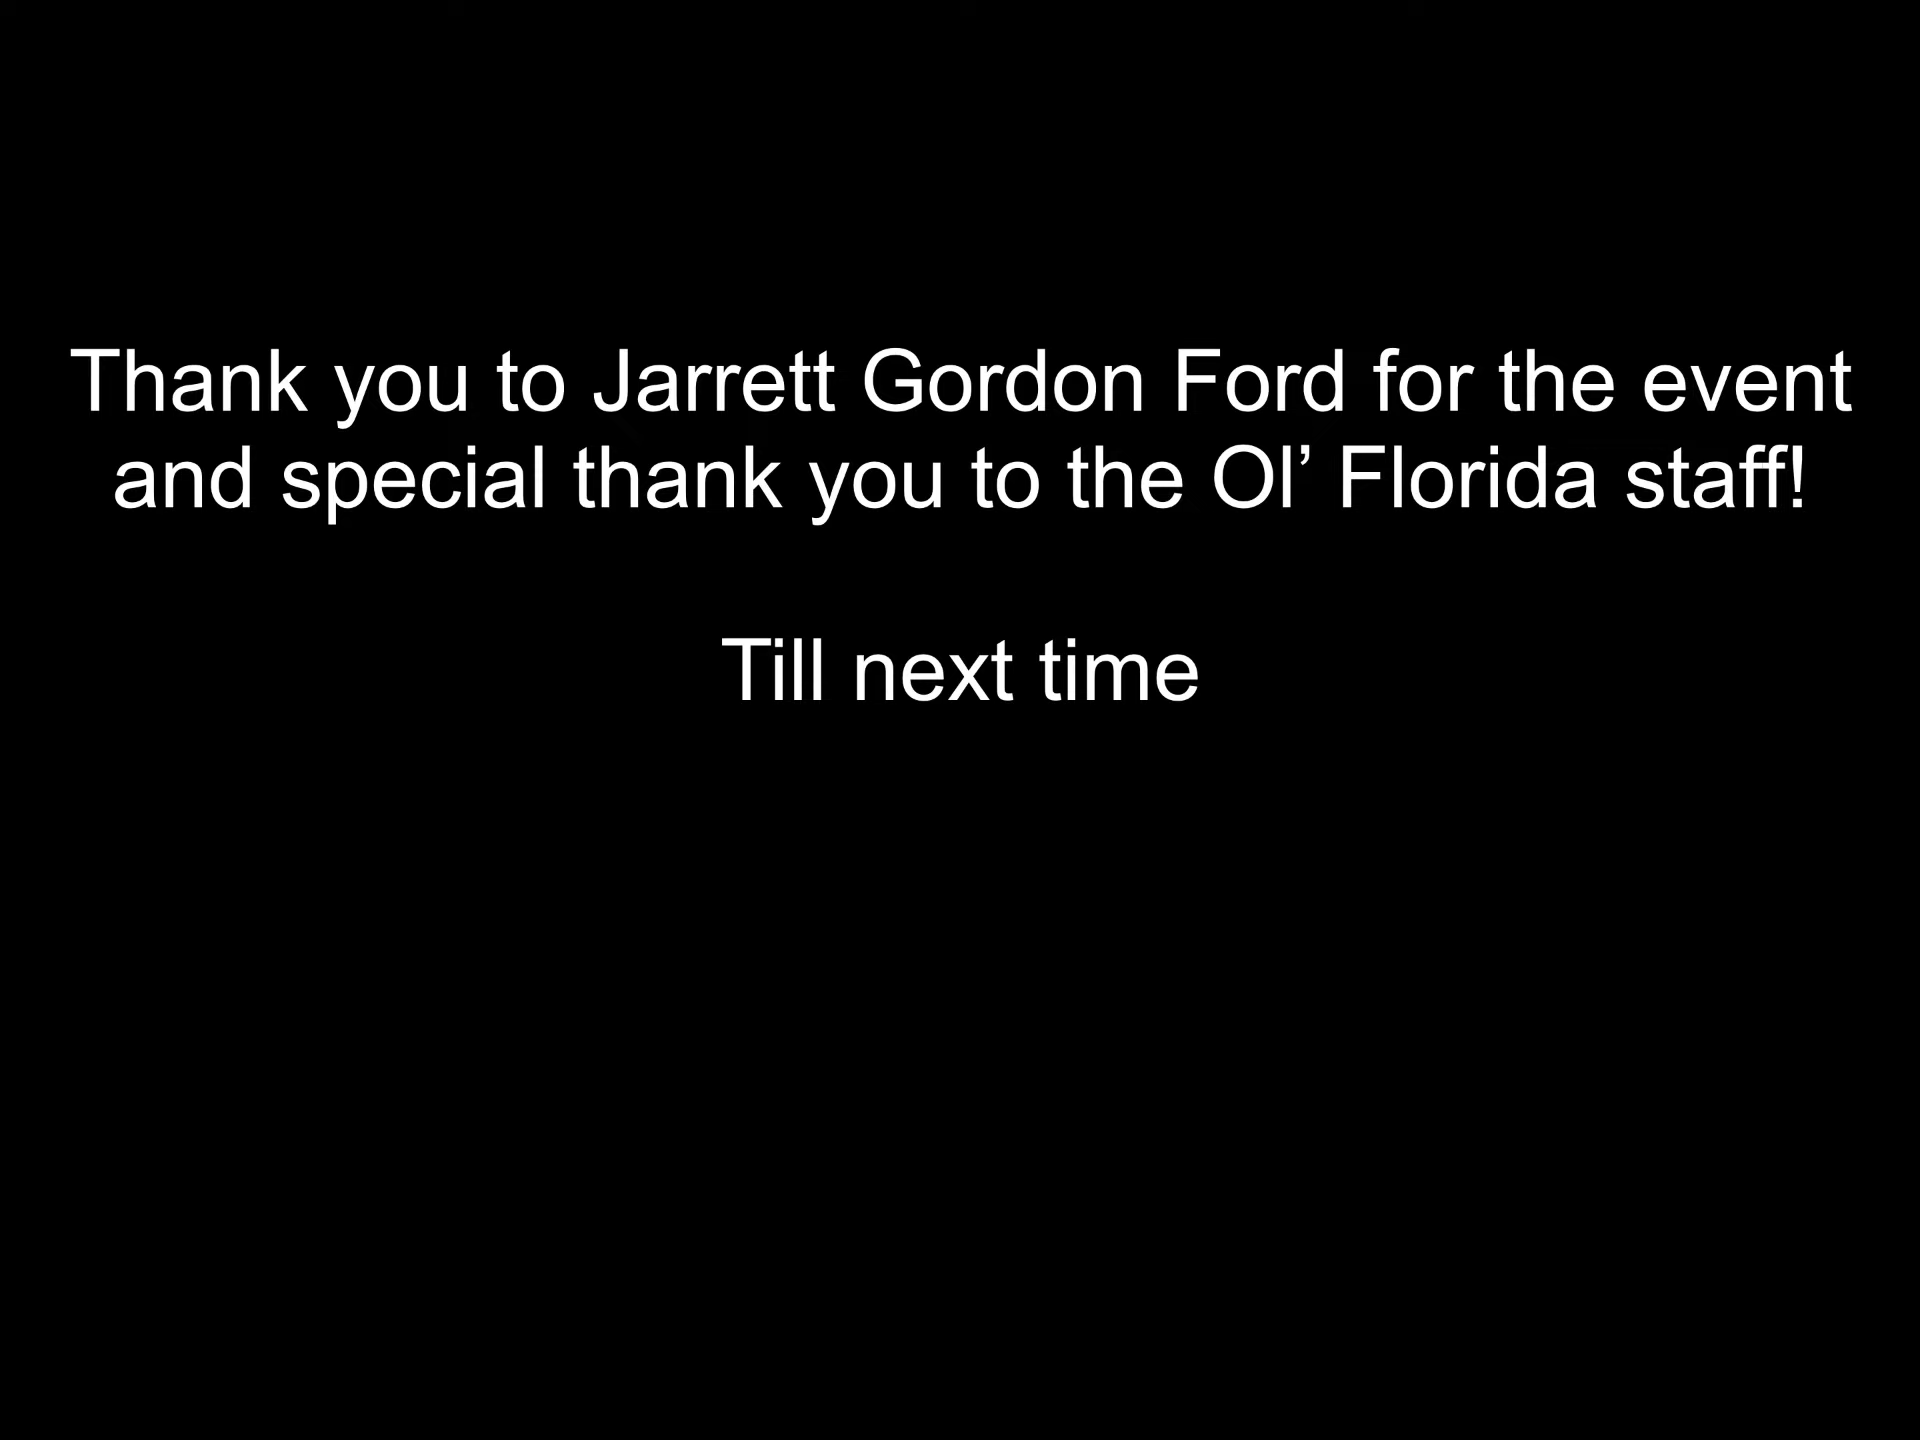 Thank you to Jarrett Gordon Ford for the event
and special thank you to the Ol’ Florida staff!
Till next time